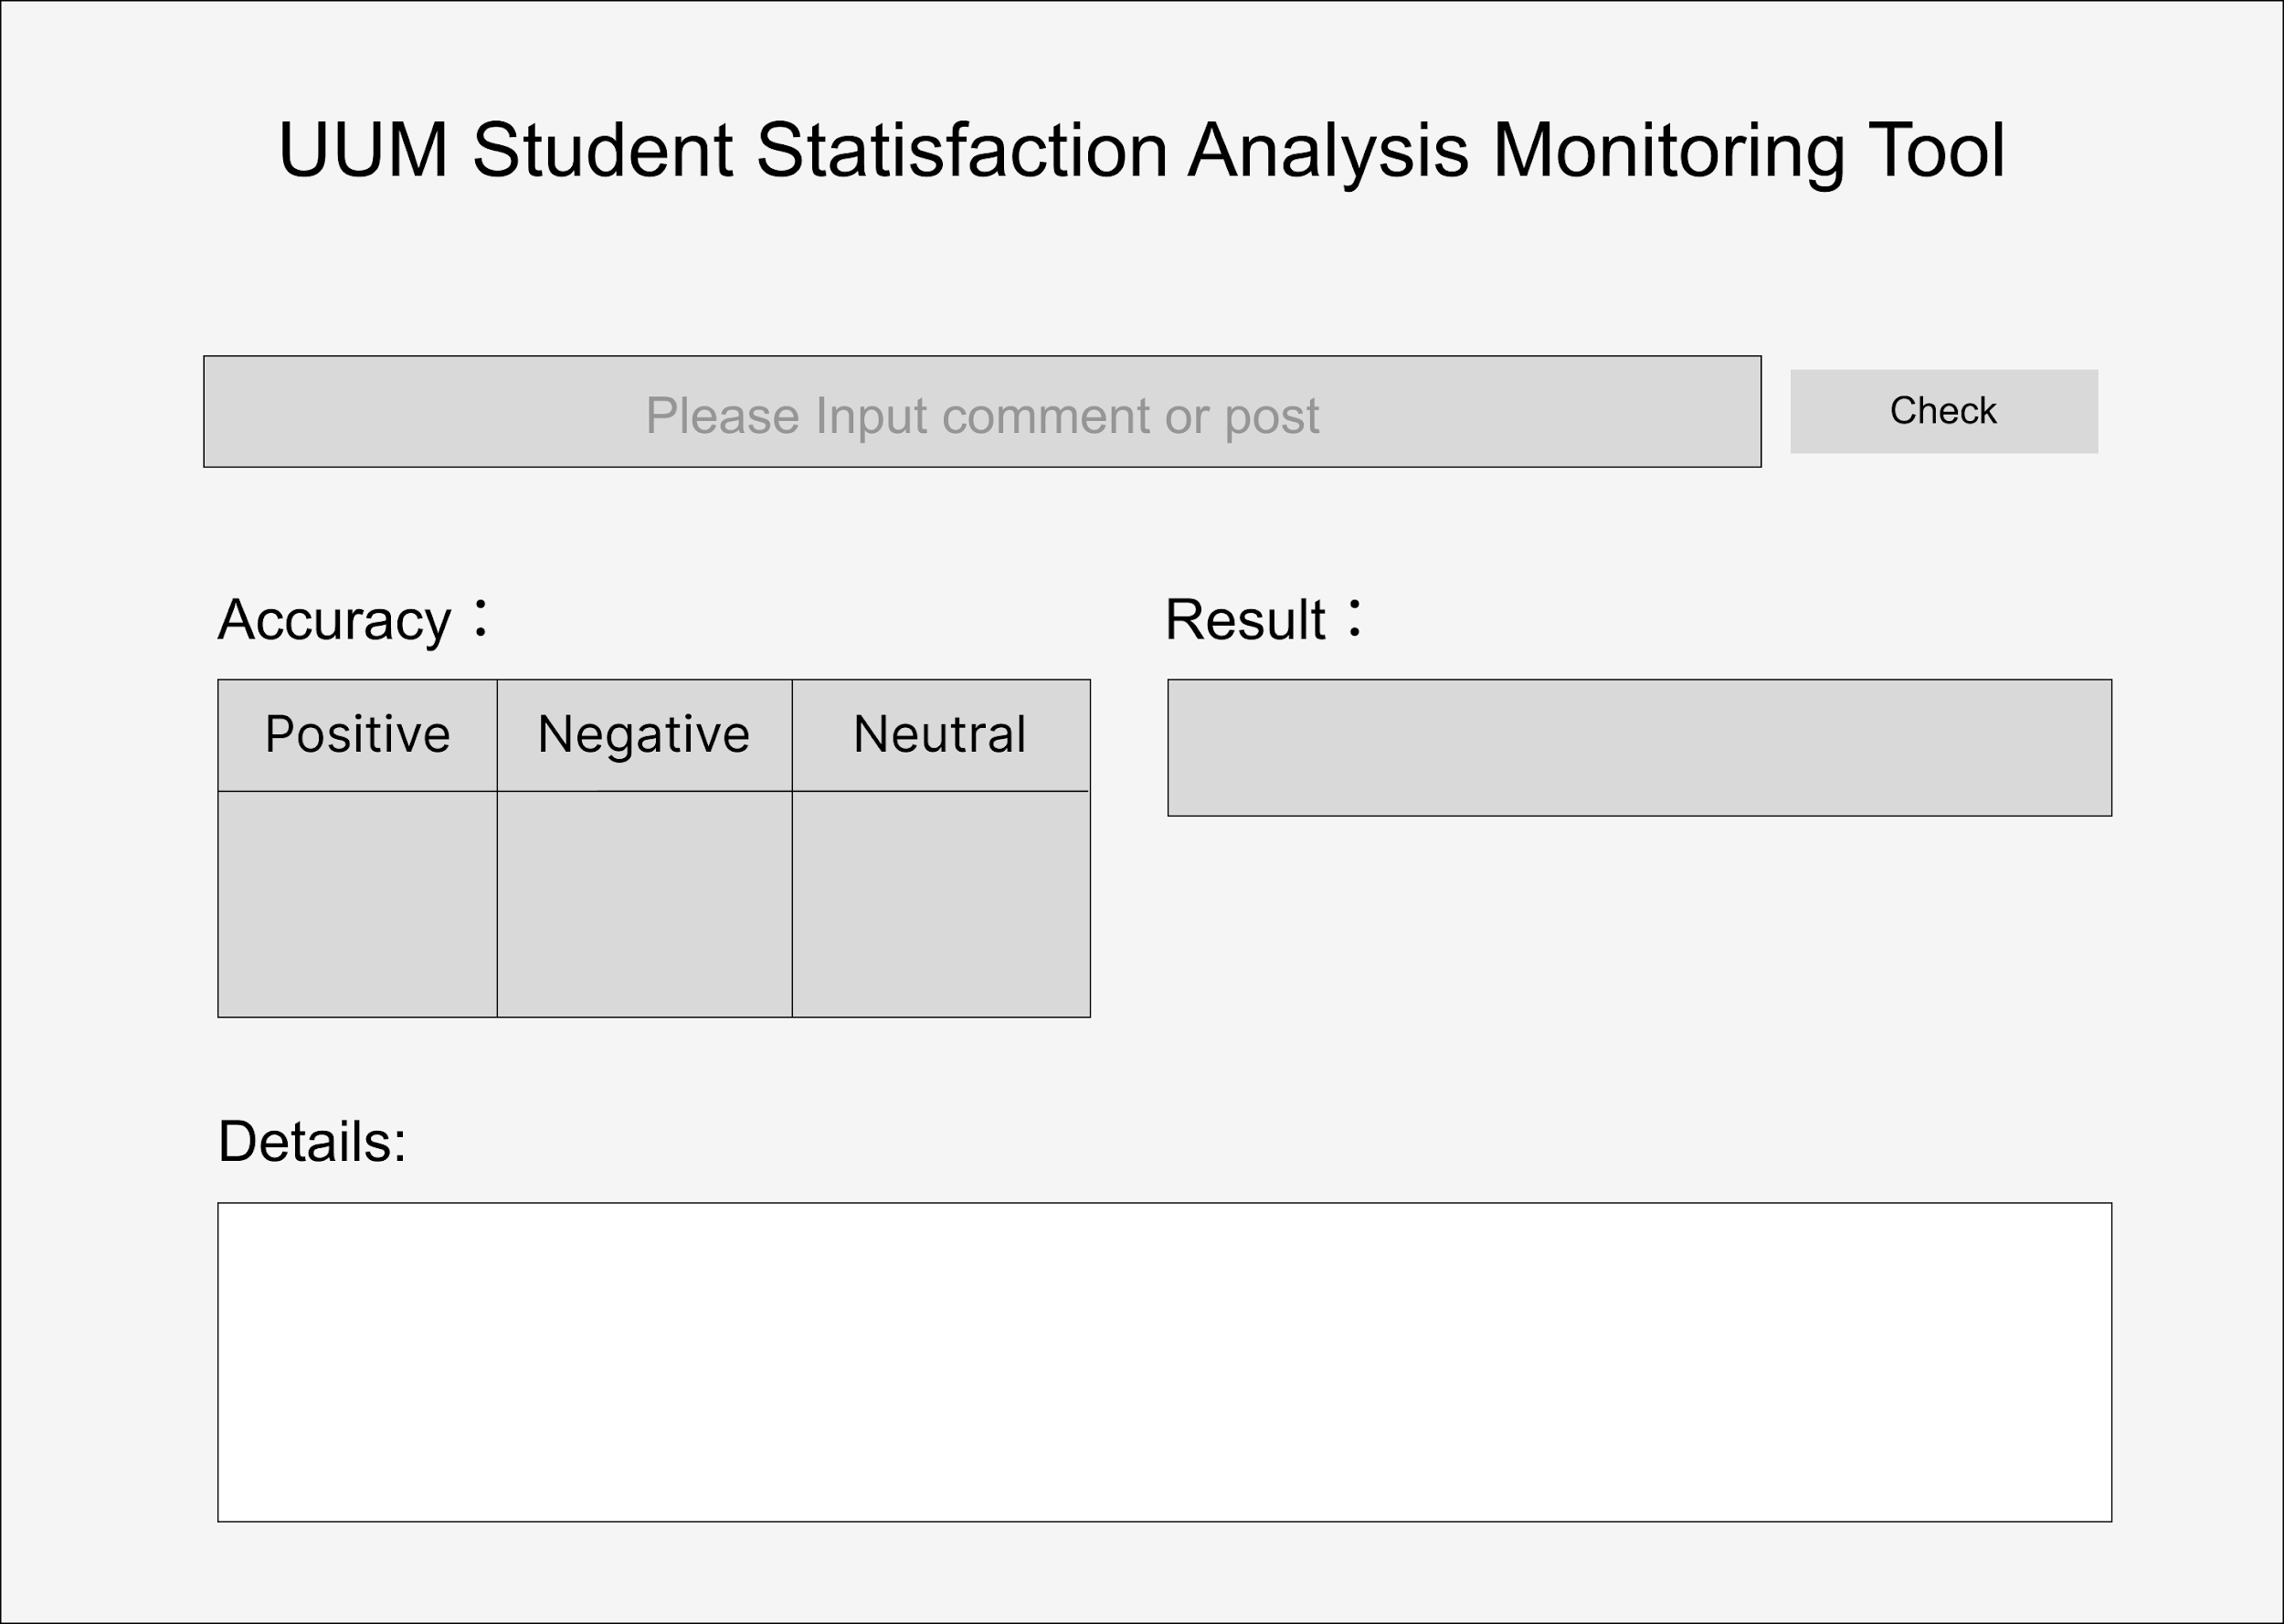 UUM Student Statisfaction Analysis Monitoring Tool
Please Input comment or post
Check
Accuracy：
Result：
Positive Negative Neutral
Details: